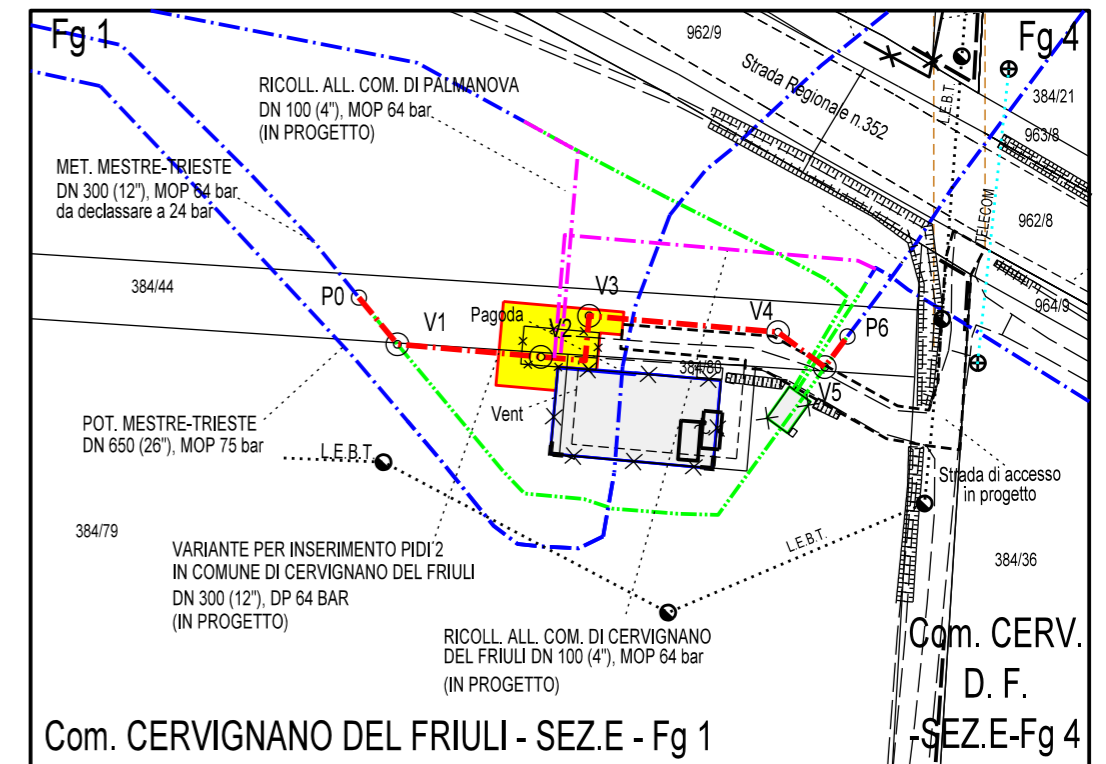 Fg 1
962/9
Fg 4
Strada Regionale n.352
RICOLL. ALL. COM. DI PALMANOVA
DN 100 (4"), MOP 64 bar
(IN PROGETTO)
L.E.B.T.
384/21
963/8
MET. MESTRE-TRIESTE
DN 300 (12"), MOP 64 bar
da declassare a 24 bar
TELECOM
962/8
384/44
P0
V1
Pagoda
V2
V3
V4
P6
964/9
384/80
V5
Vent
POT. MESTRE-TRIESTE
DN 650 (26"), MOP 75 bar
L.E.B.T.
Strada di accesso
in progetto
384/79
VARIANTE PER INSERIMENTO PIDI 2
IN COMUNE DI CERVIGNANO DEL FRIULI
DN 300 (12"), DP 64 BAR
(IN PROGETTO)
L.E.B.T.
384/36
RICOLL. ALL. COM. DI CERVIGNANO
DEL FRIULI DN 100 (4"), MOP 64 bar
(IN PROGETTO)
Com. CERV.
D. F.
-SEZ.E-Fg 4
Com. CERVIGNANO DEL FRIULI - SEZ.E - Fg 1